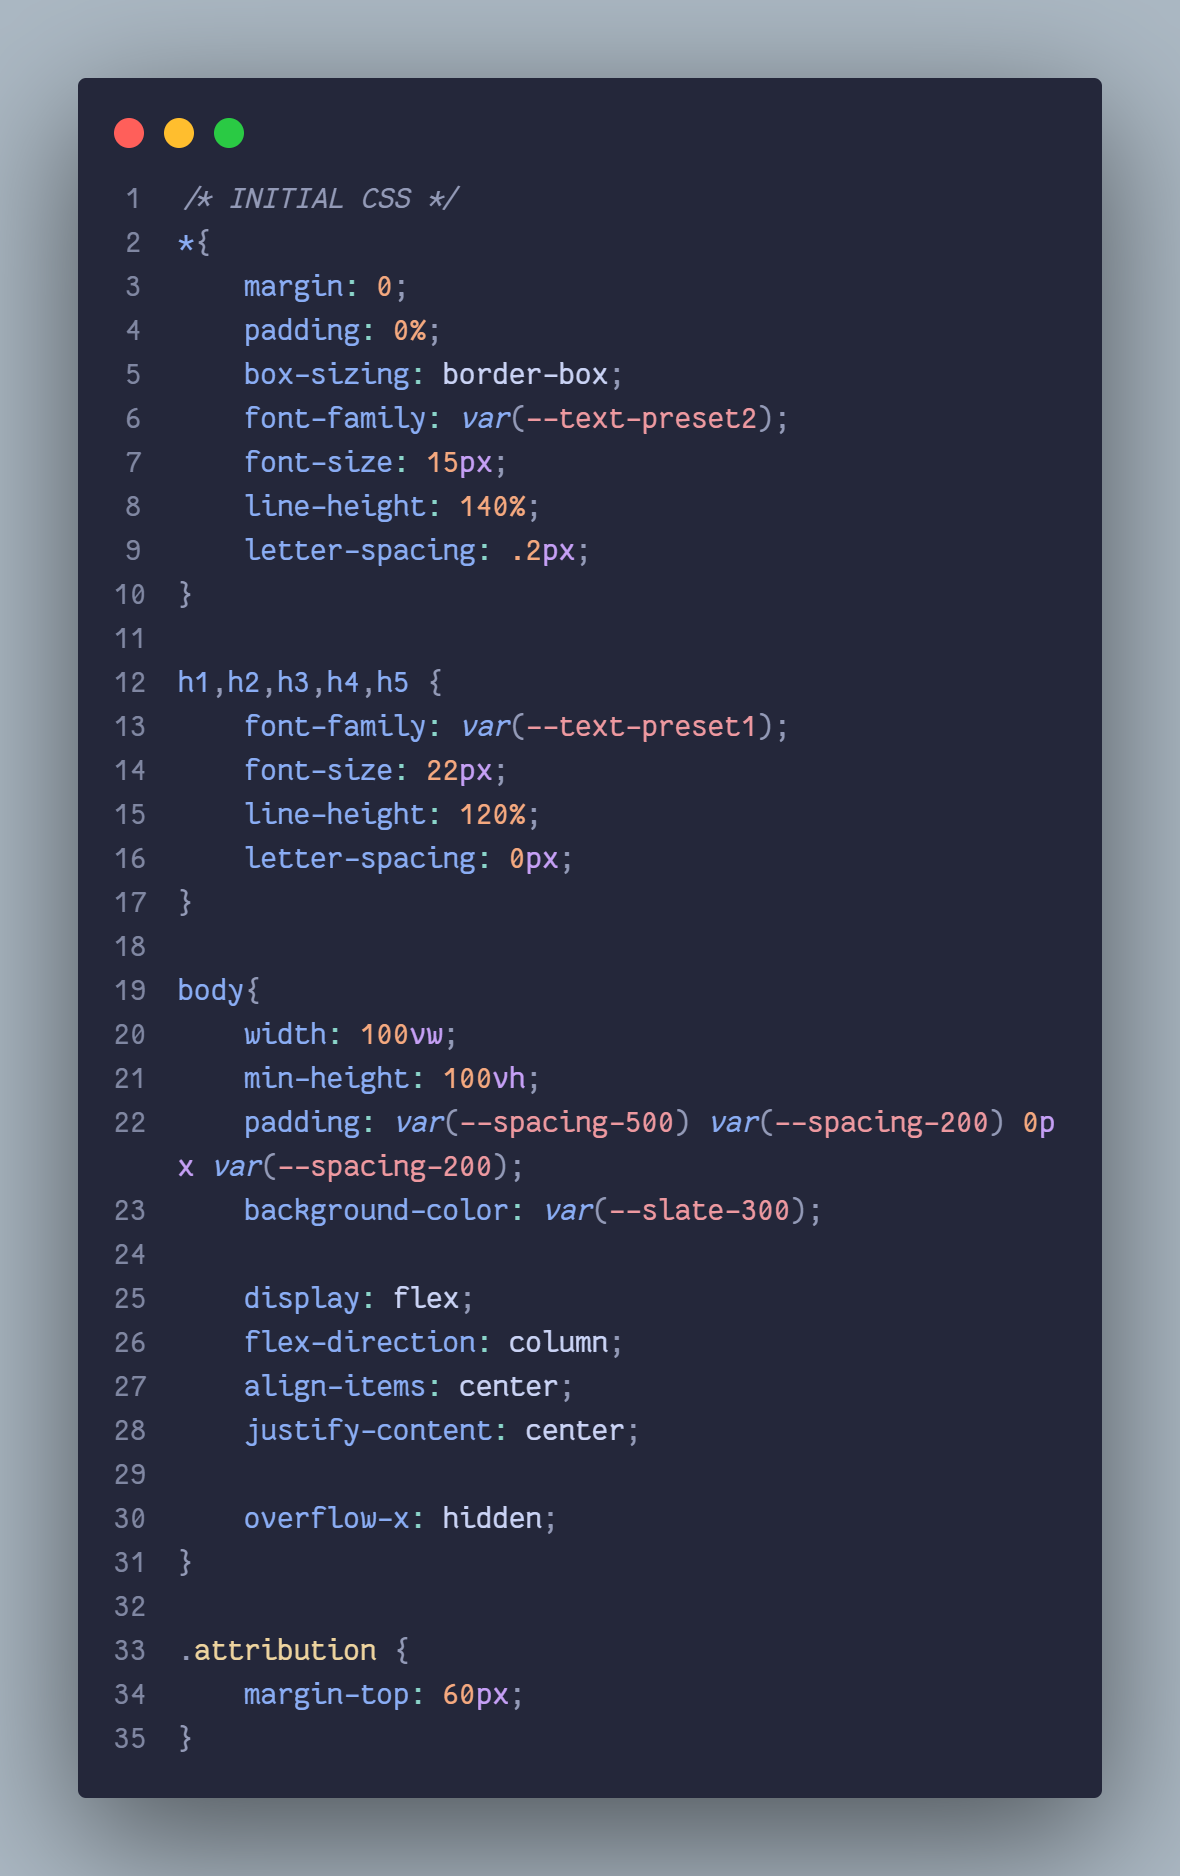 1 /* INITIAL CSS */
2 *{
3     margin: 0;
4     padding: 0%;
5     box-sizing: border-box;
6     font-family: var(--text-preset2);
7     font-size: 15px;
8     line-height: 140%;
9     letter-spacing: .2px;
10 }
11
12 h1,h2,h3,h4,h5 {
13     font-family: var(--text-preset1);
14     font-size: 22px;
15     line-height: 120%;
16     letter-spacing: 0px;
17 }
18
19 body{
20     width: 100vw;
21     min-height: 100vh;
22     padding: var(--spacing-500) var(--spacing-200) 0p
x var(--spacing-200);
23     background-color: var(--slate-300);
24
25     display: flex;
26     flex-direction: column;
27     align-items: center;
28     justify-content: center;
29
30     overflow-x: hidden;
31 }
32
33 .attribution {
34     margin-top: 60px;
35 }